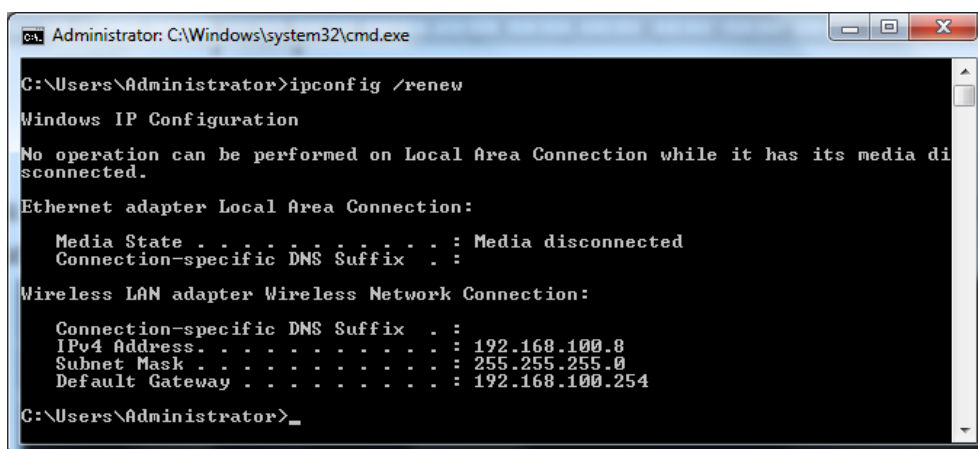 Administrator: C:\Windows\system32\cmd.exe
C:\Users\Administrator>ipconfig /renew
Windows IP Configuration
No operation can be performed on Local Area Connection while it has its media di
sconnected.
Ethernet adapter Local Area Connection:
Media State . . . . . . . . . . . : Media disconnected
Connection-specific DNS Suffix  . :
Wireless LAN adapter Wireless Network Connection:
Connection-specific DNS Suffix  . :
IPv4 Address. . . . . . . . . . . : 192.168.100.8
Subnet Mask . . . . . . . . . . . : 255.255.255.0
Default Gateway . . . . . . . . . : 192.168.100.254
C:\Users\Administrator>_